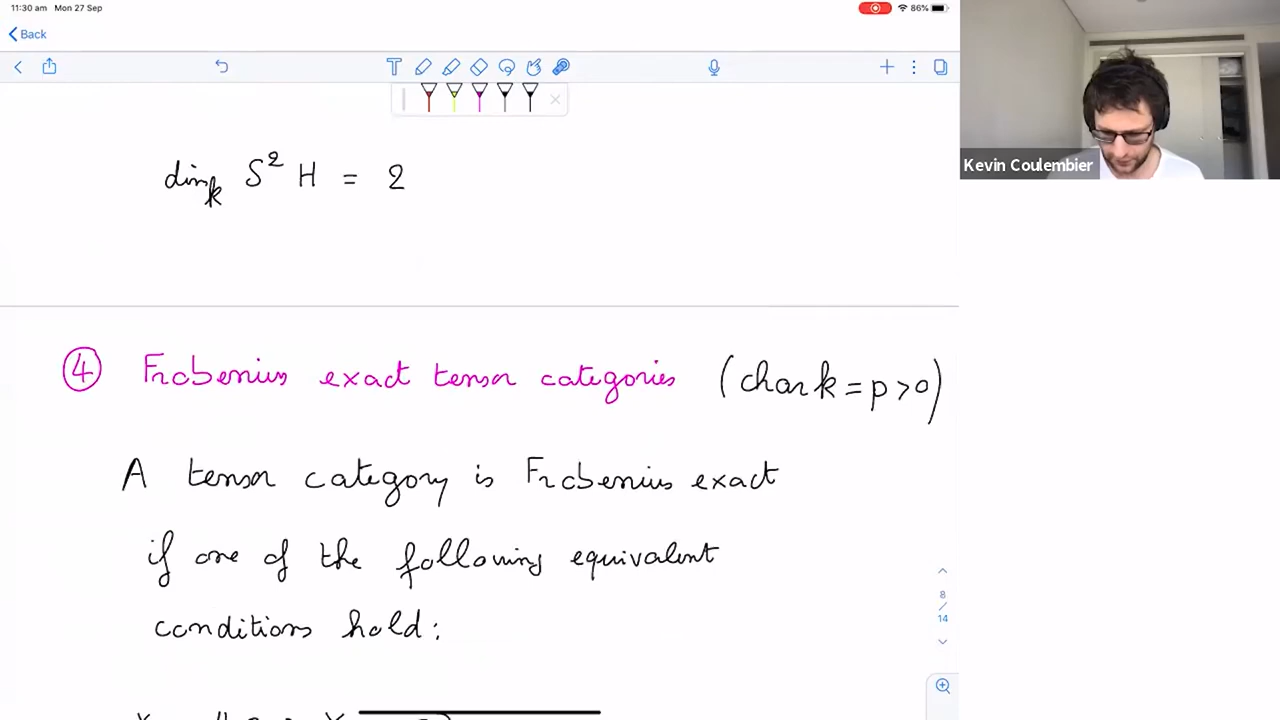 11:30 am Mon 27 Sep
86%
Back
dim_k S² H = 2
④ Frobenius exact tensor categories (char k = p > 0)
A tensor category is Frobenius exact
if one of the following equivalent
conditions hold:
8
/
14
Kevin Coulembier